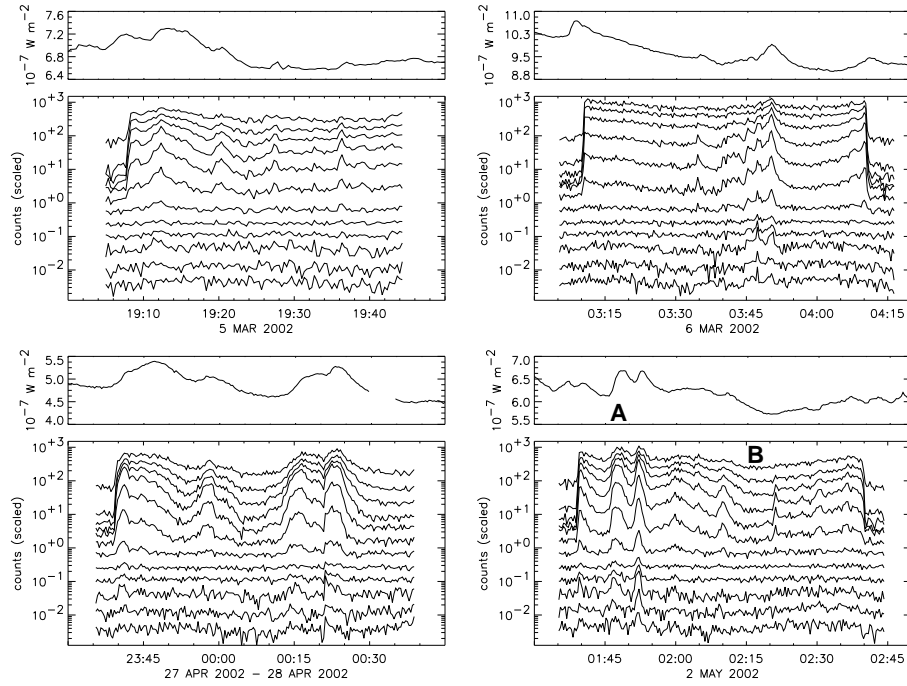 7.6
6.8
6.4
10⁻⁷ W m⁻²
10⁺³
10⁺²
10⁺¹
10⁺⁰
10⁻¹
10⁻²
counts (scaled)
19:10 19:20 19:30 19:40
5 MAR 2002
11.0
10.3
9.5
8.8
10⁻⁷ W m⁻²
10⁺³
10⁺²
10⁺¹
10⁺⁰
10⁻¹
10⁻²
counts (scaled)
03:15 03:30 03:45 04:00 04:15
6 MAR 2002
5.5
5.0
4.5
4.0
10⁻⁷ W m⁻²
10⁺³
10⁺²
10⁺¹
10⁺⁰
10⁻¹
10⁻²
counts (scaled)
23:45 00:00 00:15 00:30
27 APR 2002 – 28 APR 2002
7.0
6.5
6.0
5.5
10⁻⁷ W m⁻²
A
10⁺³
10⁺²
10⁺¹
10⁺⁰
10⁻¹
10⁻²
counts (scaled)
B
01:45 02:00 02:15 02:30 02:45
2 MAY 2002